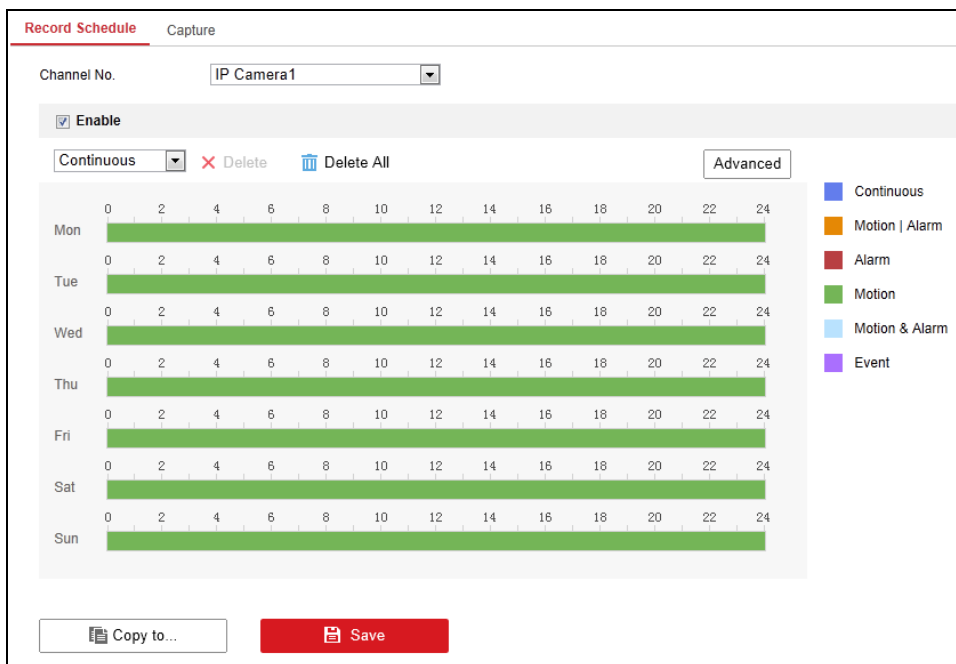 Record Schedule Capture
Channel No. IP Camera1
Enable
Continuous Delete Delete All Advanced
0 2 4 6 8 10 12 14 16 18 20 22 24
Mon
0 2 4 6 8 10 12 14 16 18 20 22 24
Tue
0 2 4 6 8 10 12 14 16 18 20 22 24
Wed
0 2 4 6 8 10 12 14 16 18 20 22 24
Thu
0 2 4 6 8 10 12 14 16 18 20 22 24
Fri
0 2 4 6 8 10 12 14 16 18 20 22 24
Sat
0 2 4 6 8 10 12 14 16 18 20 22 24
Sun
Continuous
Motion | Alarm
Alarm
Motion
Motion & Alarm
Event
Copy to... Save